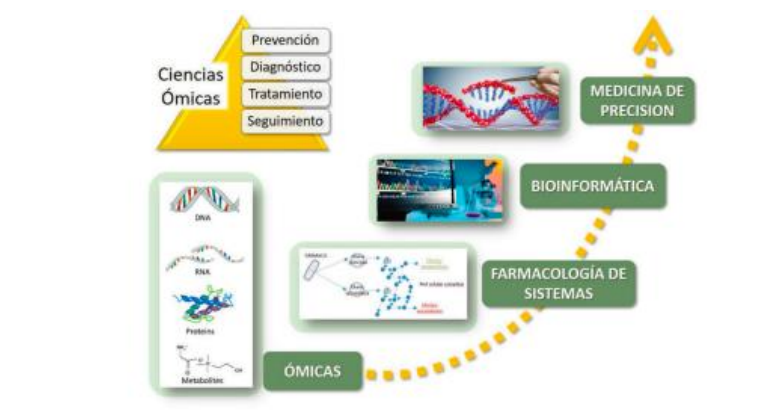 Ciencias
Ómicas
Prevención
Diagnóstico
Tratamiento
Seguimiento
MEDICINA DE
PRECISION
BIOINFORMÁTICA
FARMACOLOGÍA DE
SISTEMAS
DNA
RNA
Proteins
Metabolites
ÓMICAS